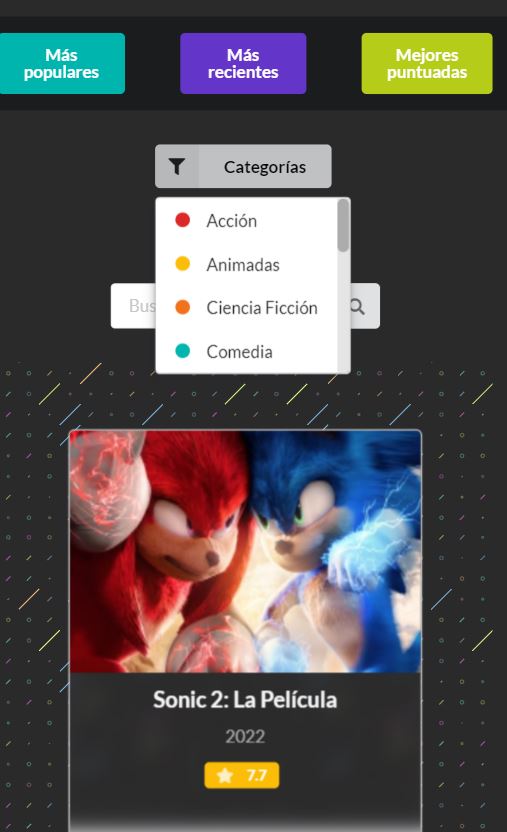 Más
populares
Más
recientes
Mejores
puntuadas
Categorías
Acción
Animadas
Ciencia Ficción
Comedia
Bus
Sonic 2: La Película
2022
7.7